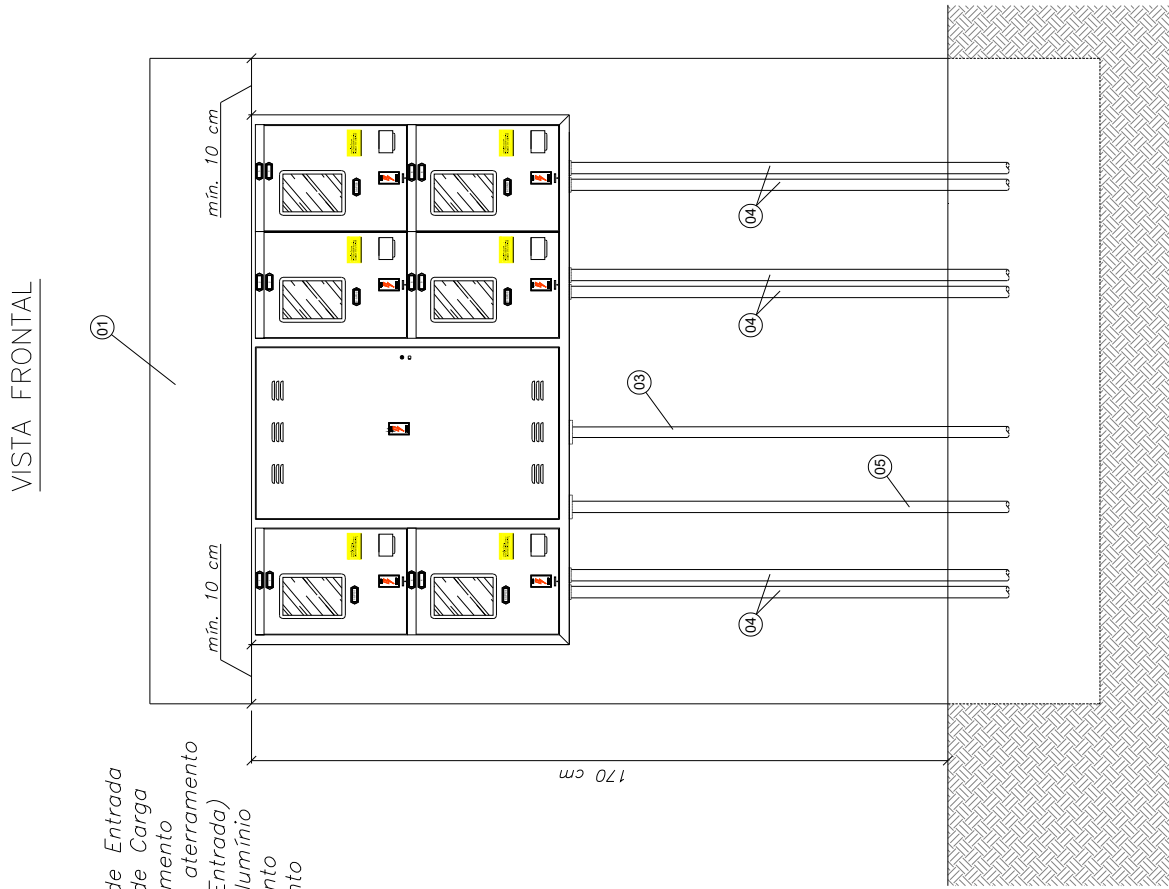 VISTA FRONTAL
01
mín. 10 cm
mín. 10 cm
04
04
03
05
04
170 cm
de Entrada
de Carga
mento
aterramento
Entrada)
lumínio
nto
nto